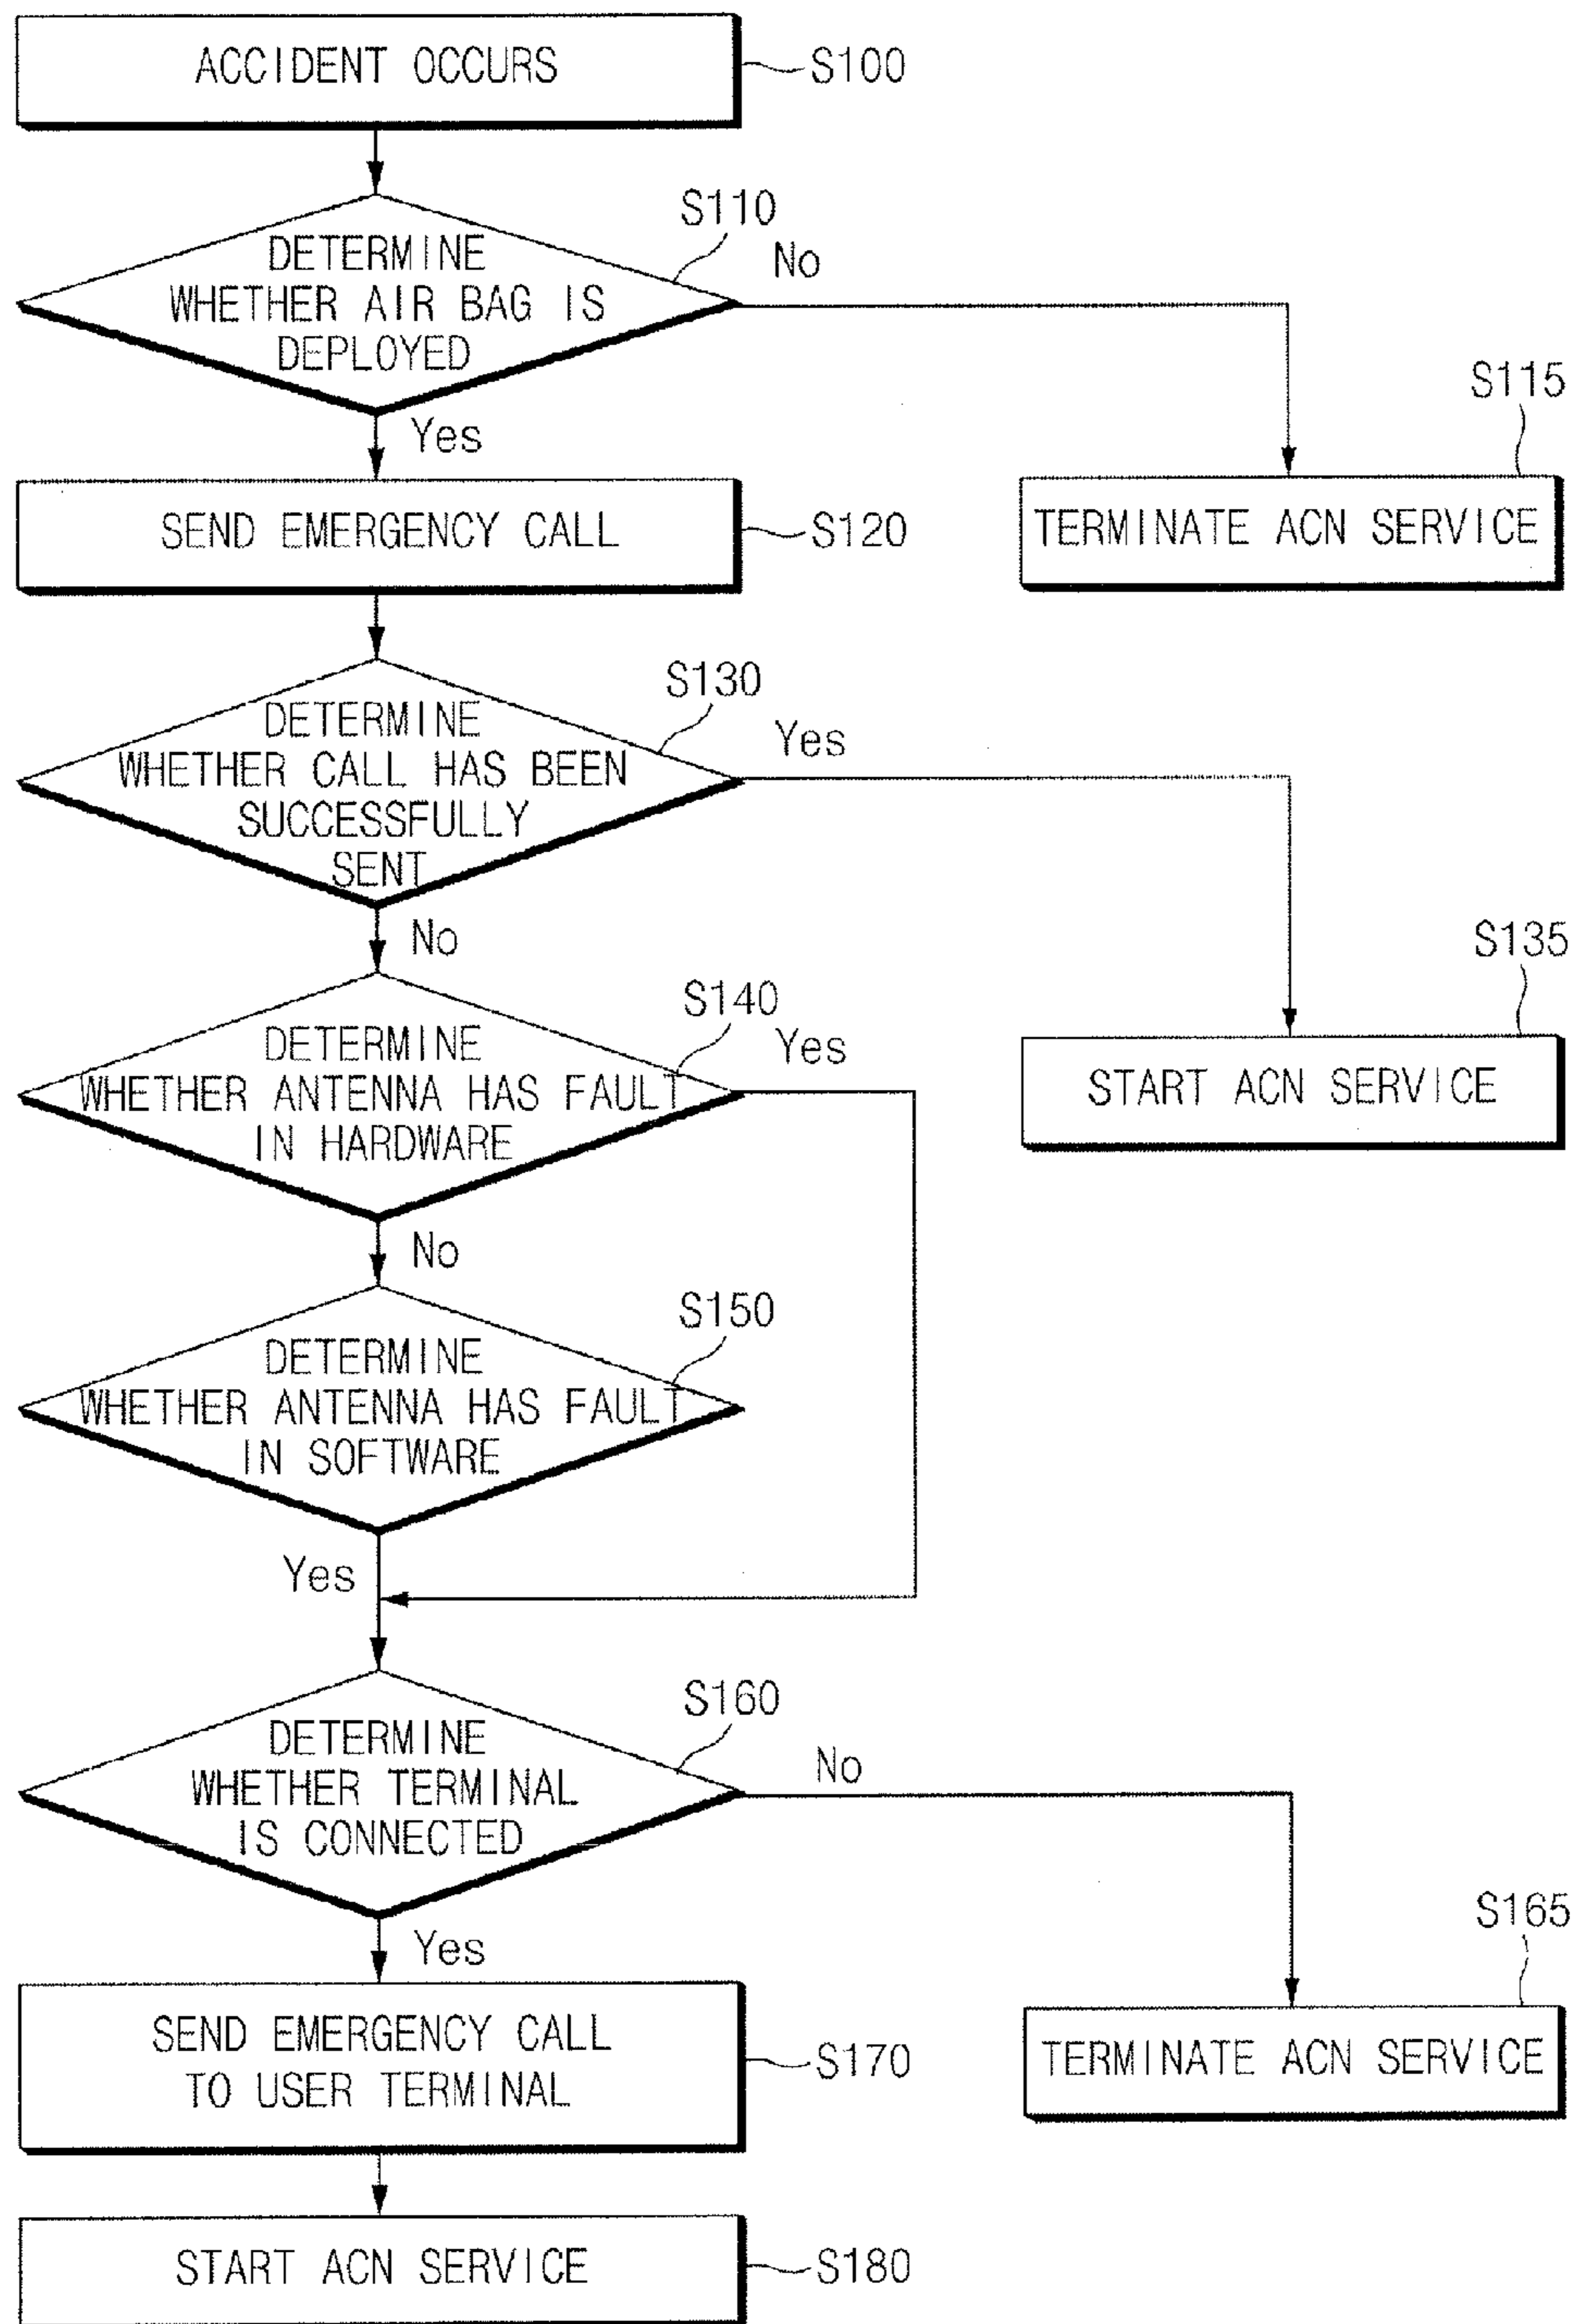 ACCIDENT OCCURS
S100
S110
DETERMINE
WHETHER AIR BAG IS
DEPLOYED
No
Yes
S115
TERMINATE ACN SERVICE
SEND EMERGENCY CALL
S120
S130
DETERMINE
WHETHER CALL HAS BEEN
SUCCESSFULLY
SENT
Yes
No
S135
START ACN SERVICE
S140
DETERMINE
WHETHER ANTENNA HAS FAULT
IN HARDWARE
Yes
No
S150
DETERMINE
WHETHER ANTENNA HAS FAULT
IN SOFTWARE
Yes
S160
DETERMINE
WHETHER TERMINAL
IS CONNECTED
No
Yes
S165
TERMINATE ACN SERVICE
SEND EMERGENCY CALL
TO USER TERMINAL
S170
START ACN SERVICE
S180